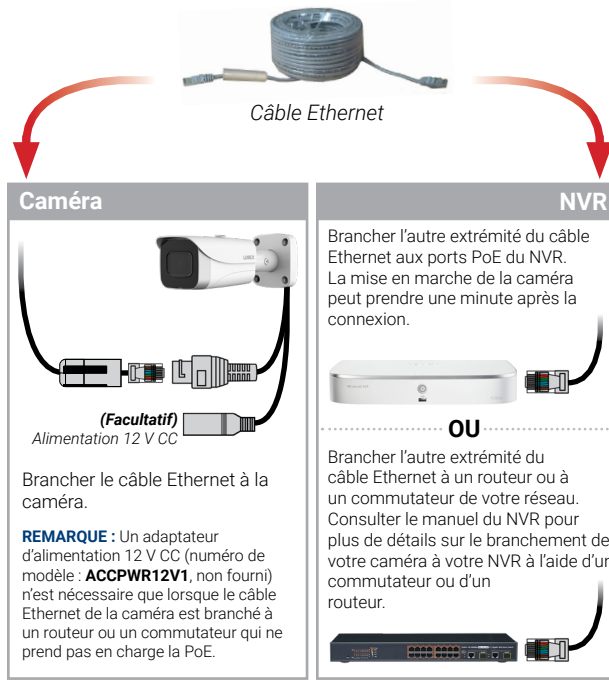 Câble Ethernet
Caméra
(Facultatif)
Alimentation 12 V CC
Brancher le câble Ethernet à la
caméra.
REMARQUE : Un adaptateur
d’alimentation 12 V CC (numéro de
modèle : ACCPWR12V1, non fourni)
n’est nécessaire que lorsque le câble
Ethernet de la caméra est branché à
un routeur ou un commutateur qui ne
prend pas en charge la PoE.
NVR
Brancher l’autre extrémité du câble
Ethernet aux ports PoE du NVR.
La mise en marche de la caméra
peut prendre une minute après la
connexion.
OU
Brancher l’autre extrémité du
câble Ethernet à un routeur ou à
un commutateur de votre réseau.
Consulter le manuel du NVR pour
plus de détails sur le branchement de
votre caméra à votre NVR à l’aide d’un
commutateur ou d’un
routeur.